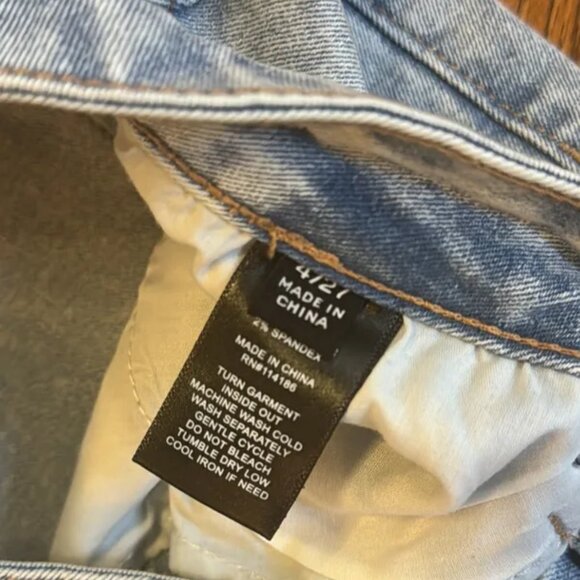 4/27
MADE IN
CHINA
2% SPANDEX
MADE IN CHINA
RN#114186
TURN GARMENT
INSIDE OUT
MACHINE WASH COLD
WASH SEPARATELY
GENTLE CYCLE
DO NOT BLEACH
TUMBLE DRY LOW
COOL IRON IF NEED